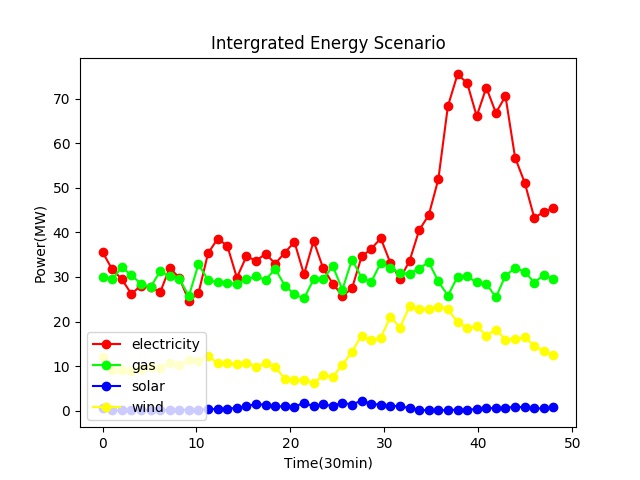 Intergrated Energy Scenario
Power(MW)
70
60
50
40
30
20
10
0
electricity
gas
solar
wind
0 10 20 30 40 50
Time(30min)